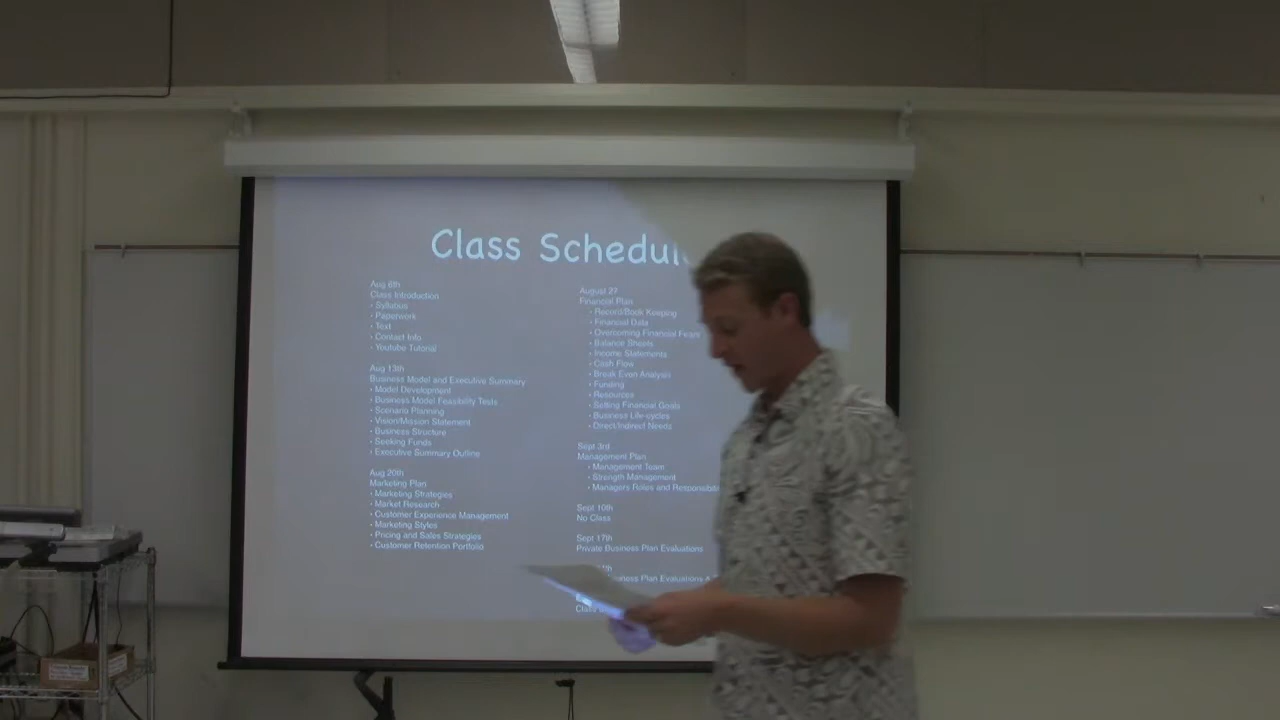 Class Schedul
Aug 6th
Class Introduction
- Syllabus
- Paperwork
- Text
- Contact Info
- Youtube Tutorial
Aug 13th
Business Model and Executive Summary
- Model Development
- Business Model Feasibility Tests
- Scenario Planning
- Vision/Mission Statement
- Business Structure
- Seeking Funds
- Executive Summary Outline
Aug 20th
Marketing Plan
- Marketing Strategies
- Market Research
- Customer Experience Management
- Marketing Styles
- Pricing and Sales Strategies
- Customer Retention Portfolio
August 27
Financial Plan
- Record/Book Keeping
- Financial Data
- Overcoming Financial Fears
- Balance Sheets
- Income Statements
- Cash Flow
- Break Even Analysis
- Funding
- Resources
- Setting Financial Goals
- Business Life-cycles
- Direct/Indirect Needs
Sept 3rd
Management Plan
- Management Team
- Strength Management
- Managers Roles and Responsibili
Sept 10th
No Class
Sept 17th
Private Business Plan Evaluations
Business Plan Evaluations